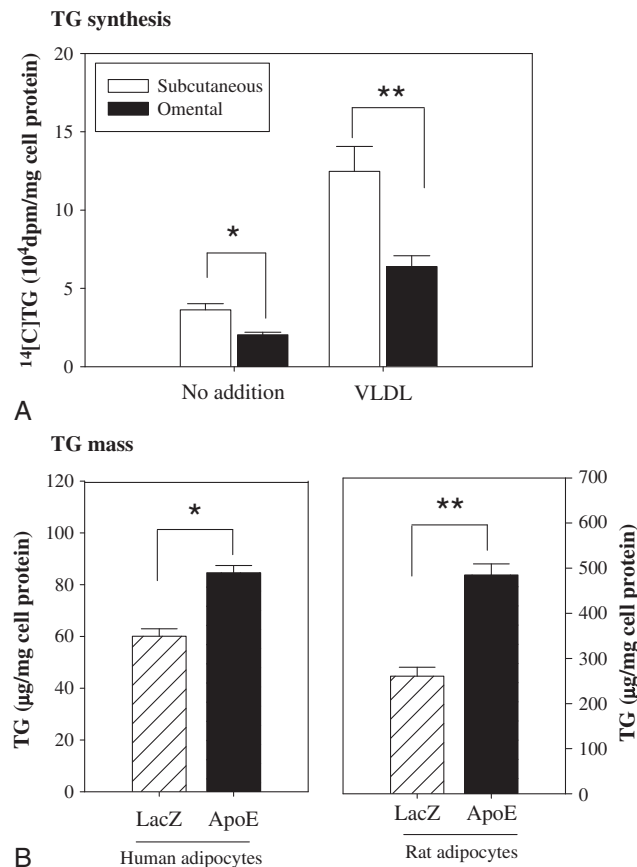 TG synthesis
20
15
10
5
0
¹⁴[C]TG (10⁴dpm/mg cell protein)
Subcutaneous
Omental
*
**
No addition
VLDL
A
TG mass
120
100
80
60
40
20
0
TG (µg/mg cell protein)
*
LacZ
ApoE
Human adipocytes
**
700
600
500
400
300
200
100
0
TG (µg/mg cell protein)
LacZ
ApoE
Rat adipocytes
B